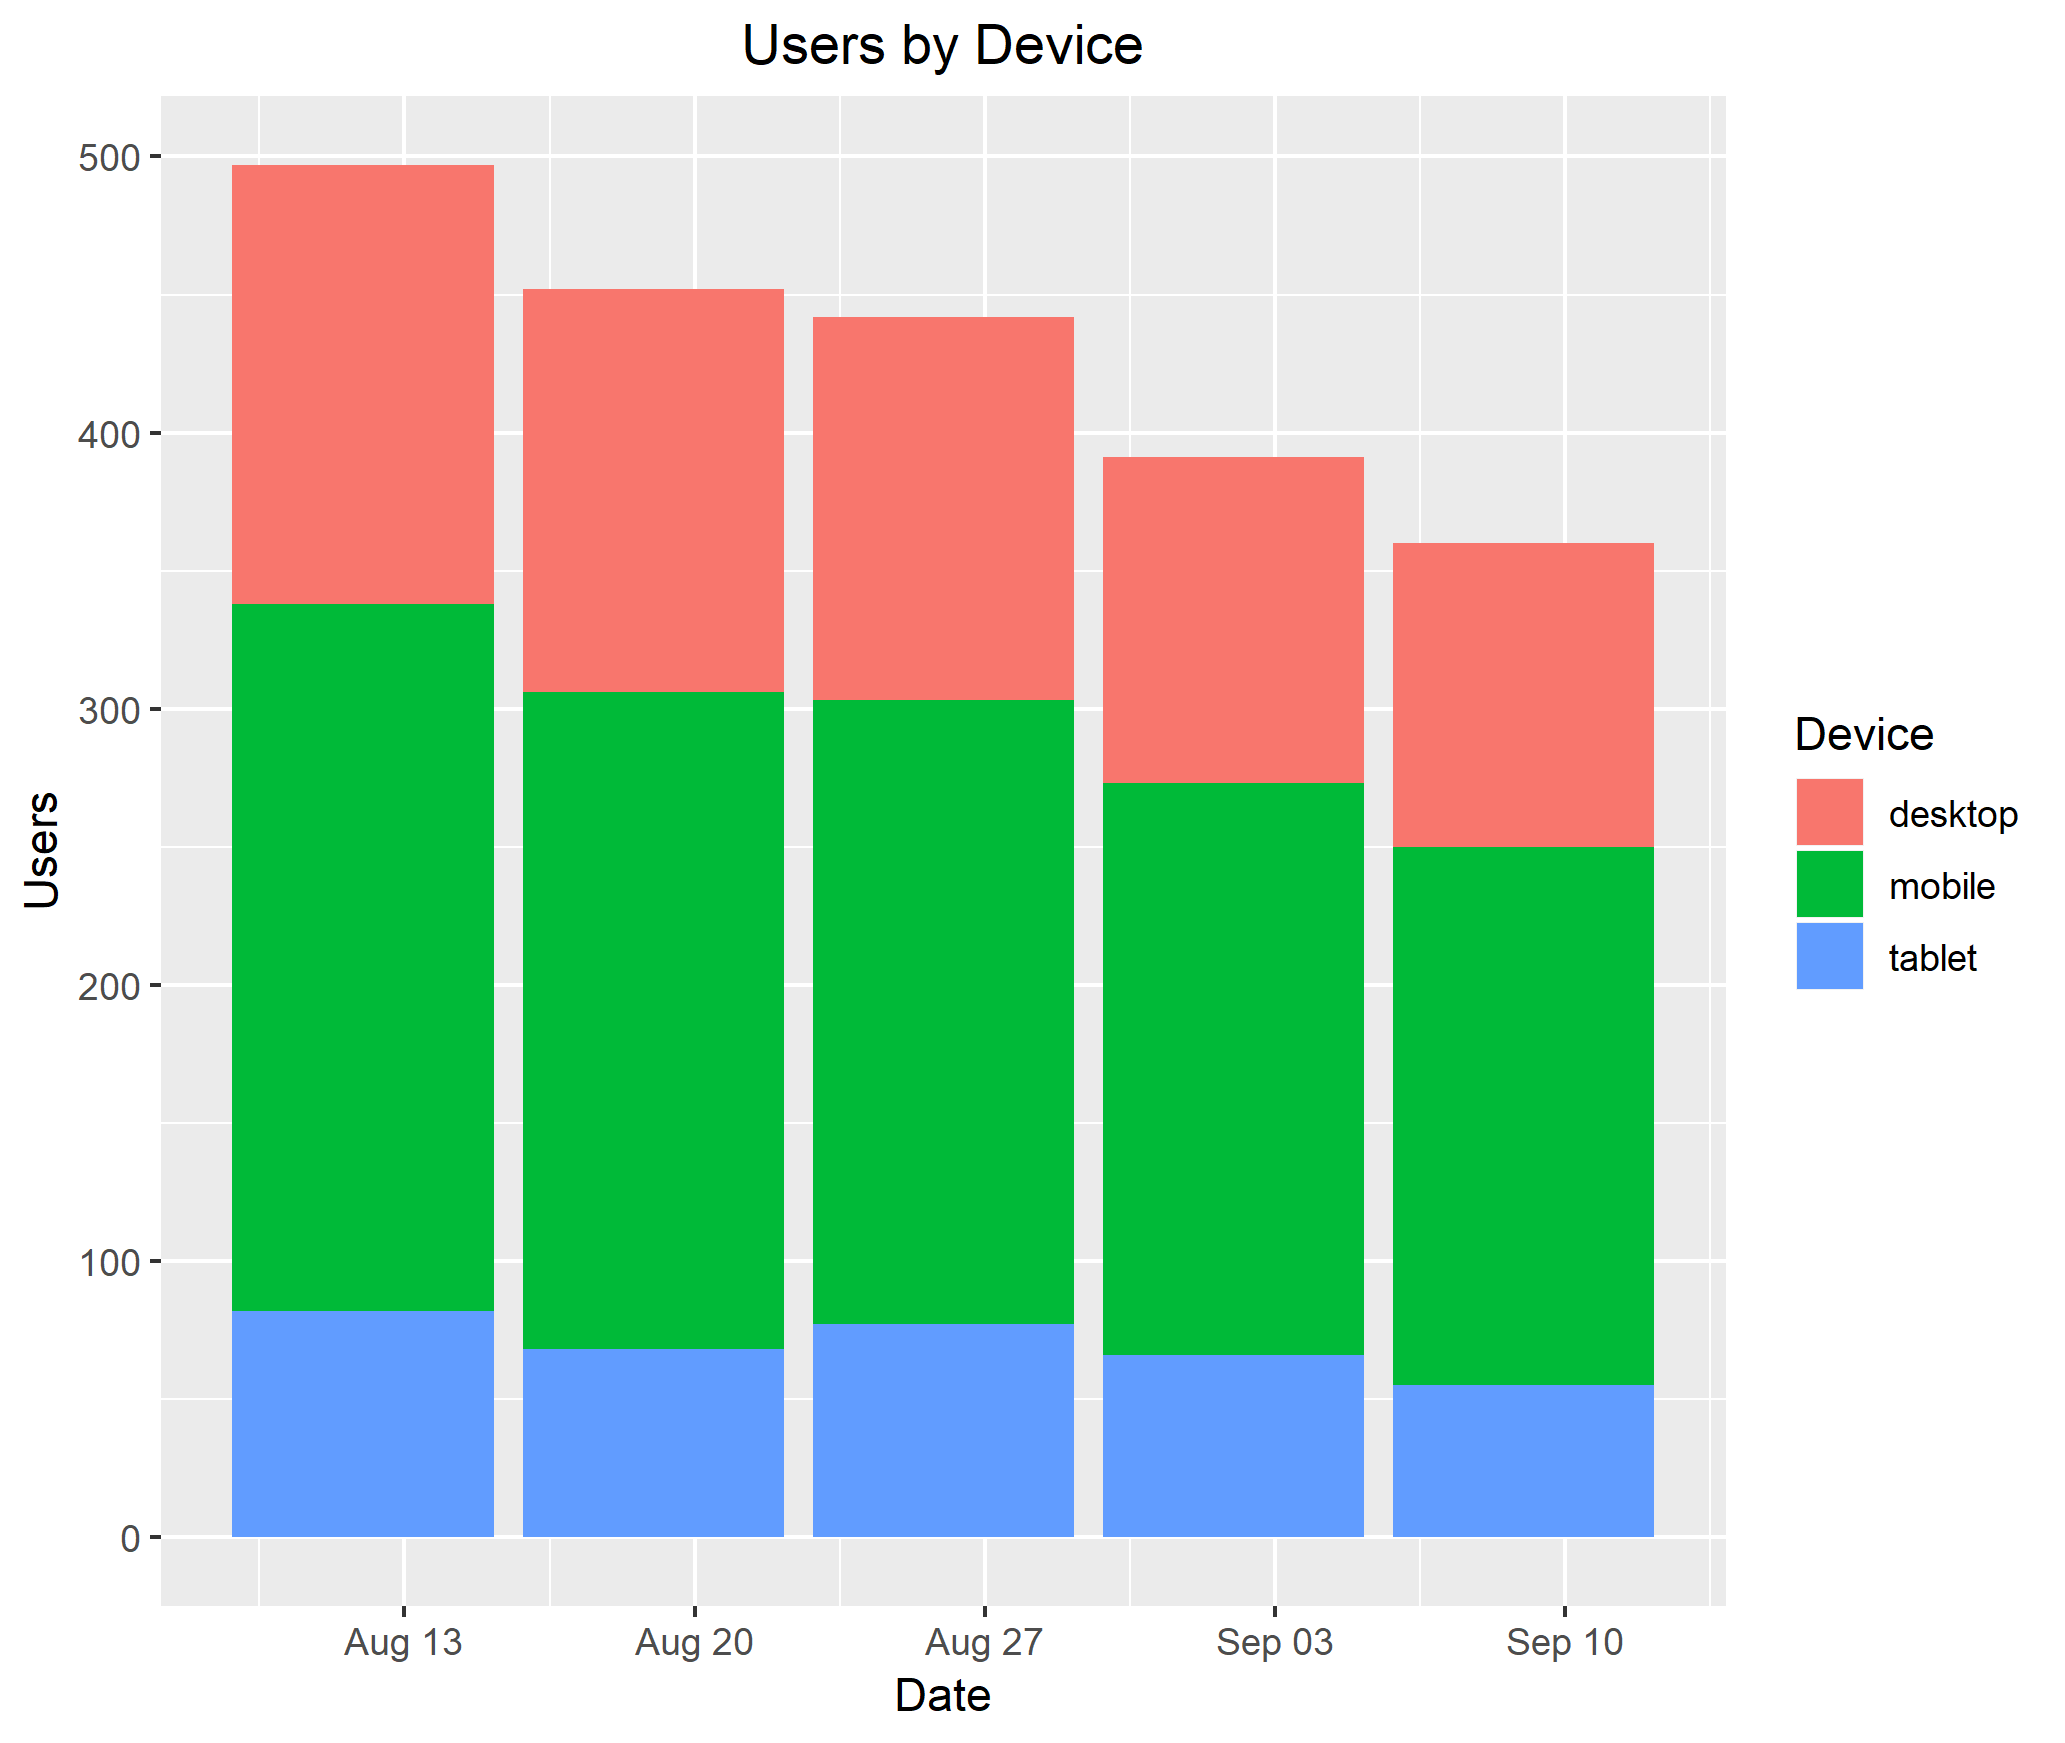 Users by Device
500
400
300
200
100
0
Users
Aug 13
Aug 20
Aug 27
Sep 03
Sep 10
Date
Device
desktop
mobile
tablet